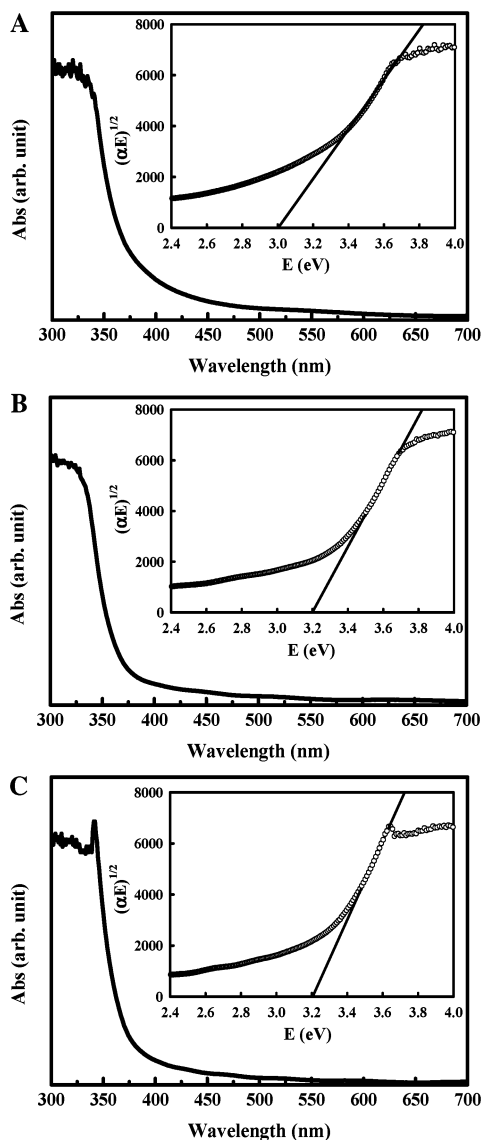 A
8000
6000
4000
2000
0
(αE)1/2
2.4 2.6 2.8 3.0 3.2 3.4 3.6 3.8 4.0
E (eV)
Abs (arb. unit)
300 350 400 450 500 550 600 650 700
Wavelength (nm)
B
8000
6000
4000
2000
0
(αE)1/2
2.4 2.6 2.8 3.0 3.2 3.4 3.6 3.8 4.0
E (eV)
Abs (arb. unit)
300 350 400 450 500 550 600 650 700
Wavelength (nm)
C
8000
6000
4000
2000
0
(αE)1/2
2.4 2.6 2.8 3.0 3.2 3.4 3.6 3.8 4.0
E (eV)
Abs (arb. unit)
300 350 400 450 500 550 600 650 700
Wavelength (nm)